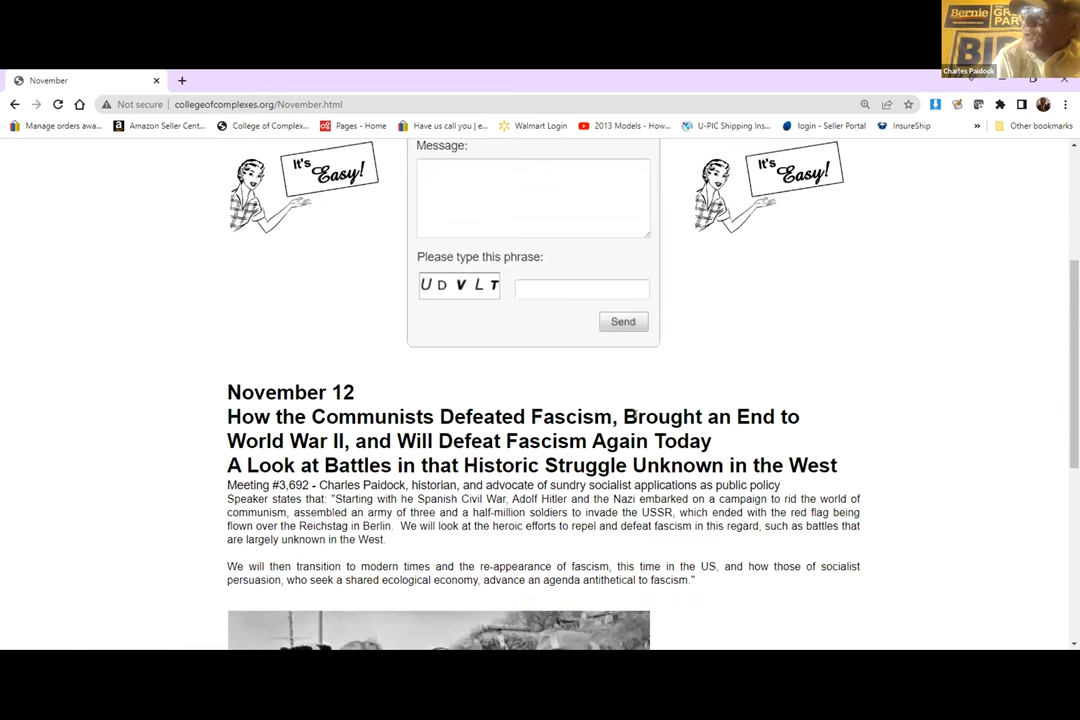 Bernie
GR
PAR
BI
Charles Paidock
November
Not secure | collegeofcomplexes.org/November.html
Manage orders awa...
Amazon Seller Cent...
College of Complex...
Pages - Home
Have us call you | e...
Walmart Login
2013 Models - How...
U-PIC Shipping Ins...
login - Seller Portal
InsureShip
»
Other bookmarks
It's
Easy!
Message:
It's
Easy!
Please type this phrase:
U D V L T
Send
November 12
How the Communists Defeated Fascism, Brought an End to
World War II, and Will Defeat Fascism Again Today
A Look at Battles in that Historic Struggle Unknown in the West
Meeting #3,692 - Charles Paidock, historian, and advocate of sundry socialist applications as public policy
Speaker states that: "Starting with he Spanish Civil War, Adolf Hitler and the Nazi embarked on a campaign to rid the world of
communism, assembled an army of three and a half-million soldiers to invade the USSR, which ended with the red flag being
flown over the Reichstag in Berlin. We will look at the heroic efforts to repel and defeat fascism in this regard, such as battles that
are largely unknown in the West.
We will then transition to modern times and the re-appearance of fascism, this time in the US, and how those of socialist
persuasion, who seek a shared ecological economy, advance an agenda antithetical to fascism."